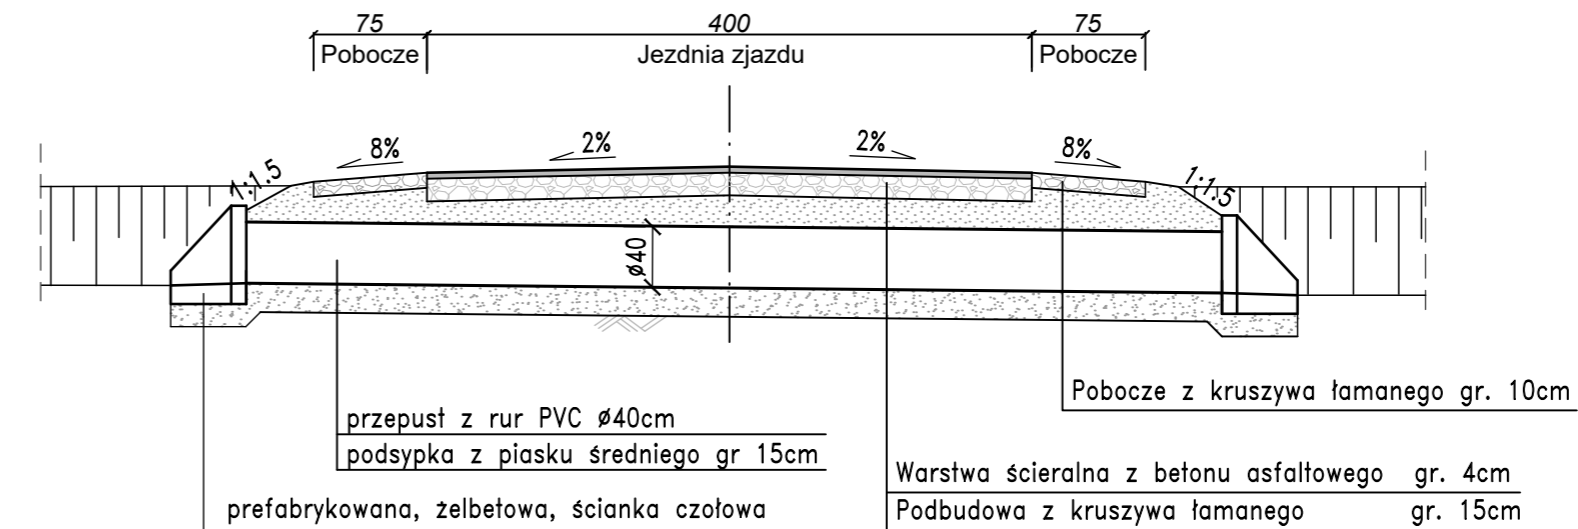 75 400 75
Pobocze Jezdnia zjazdu Pobocze
8% 2% 2% 8%
1:1.5 1:1.5
ø40
Pobocze z kruszywa łamanego gr. 10cm
przepust z rur PVC ø40cm
podsypka z piasku średniego gr 15cm
Warstwa ścieralna z betonu asfaltowego gr. 4cm
prefabrykowana, żelbetowa, ścianka czołowa
Podbudowa z kruszywa łamanego gr. 15cm